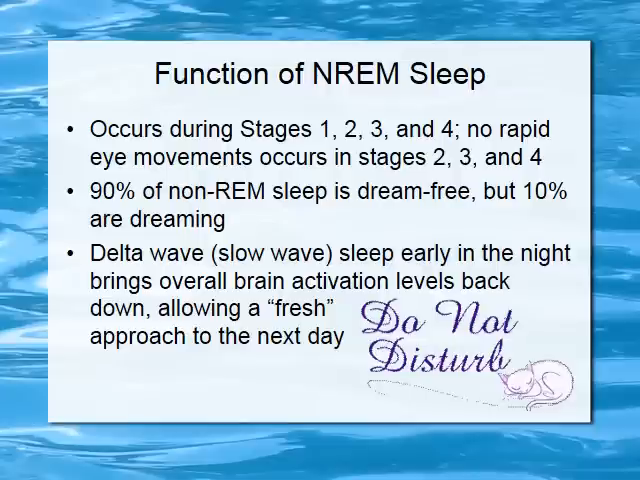 Function of NREM Sleep
• Occurs during Stages 1, 2, 3, and 4; no rapid
eye movements occurs in stages 2, 3, and 4
• 90% of non-REM sleep is dream-free, but 10%
are dreaming
• Delta wave (slow wave) sleep early in the night
brings overall brain activation levels back
down, allowing a “fresh”
approach to the next day
Do Not
Disturb